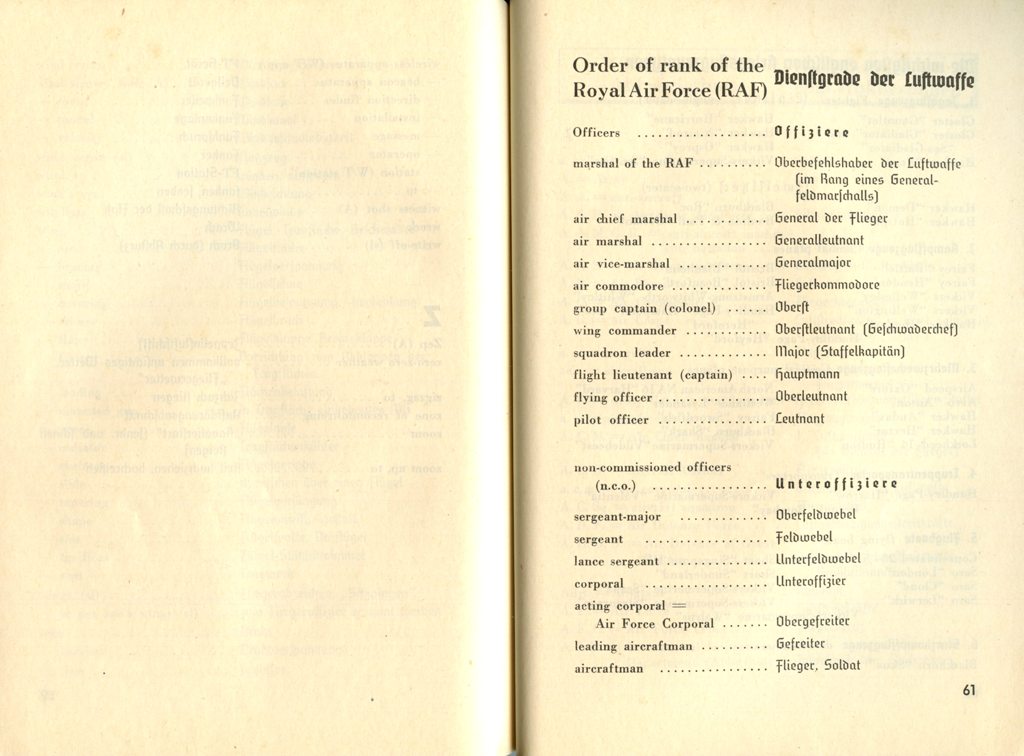 Order of rank of the Royal Air Force (RAF) Dienstgrade der Luftwaffe
Officers .................. Offiziere
marshal of the RAF .......... Oberbefehlshaber der Luftwaffe
(im Rang eines General-
feldmarschalls)
air chief marshal ........... General der Flieger
air marshal ................ Generalleutnant
air vice-marshal ............ Generalmajor
air commodore .............. Fliegerkommodore
group captain (colonel) ...... Oberst
wing commander ............ Oberstleutnant (Geschwaderchef)
squadron leader ............. Major (Staffelkapitän)
flight lieutenant (captain) .... Hauptmann
flying officer ................ Oberleutnant
pilot officer ................ Leutnant
non-commissioned officers
(n.c.o.) ................ Unteroffiziere
sergeant-major ............. Oberfeldwebel
sergeant ................. Feldwebel
lance sergeant ............... Unterfeldwebel
corporal ................. Unteroffizier
acting corporal =
Air Force Corporal ....... Obergefreiter
leading aircraftman .......... Gefreiter
aircraftman ............... Flieger, Soldat
61